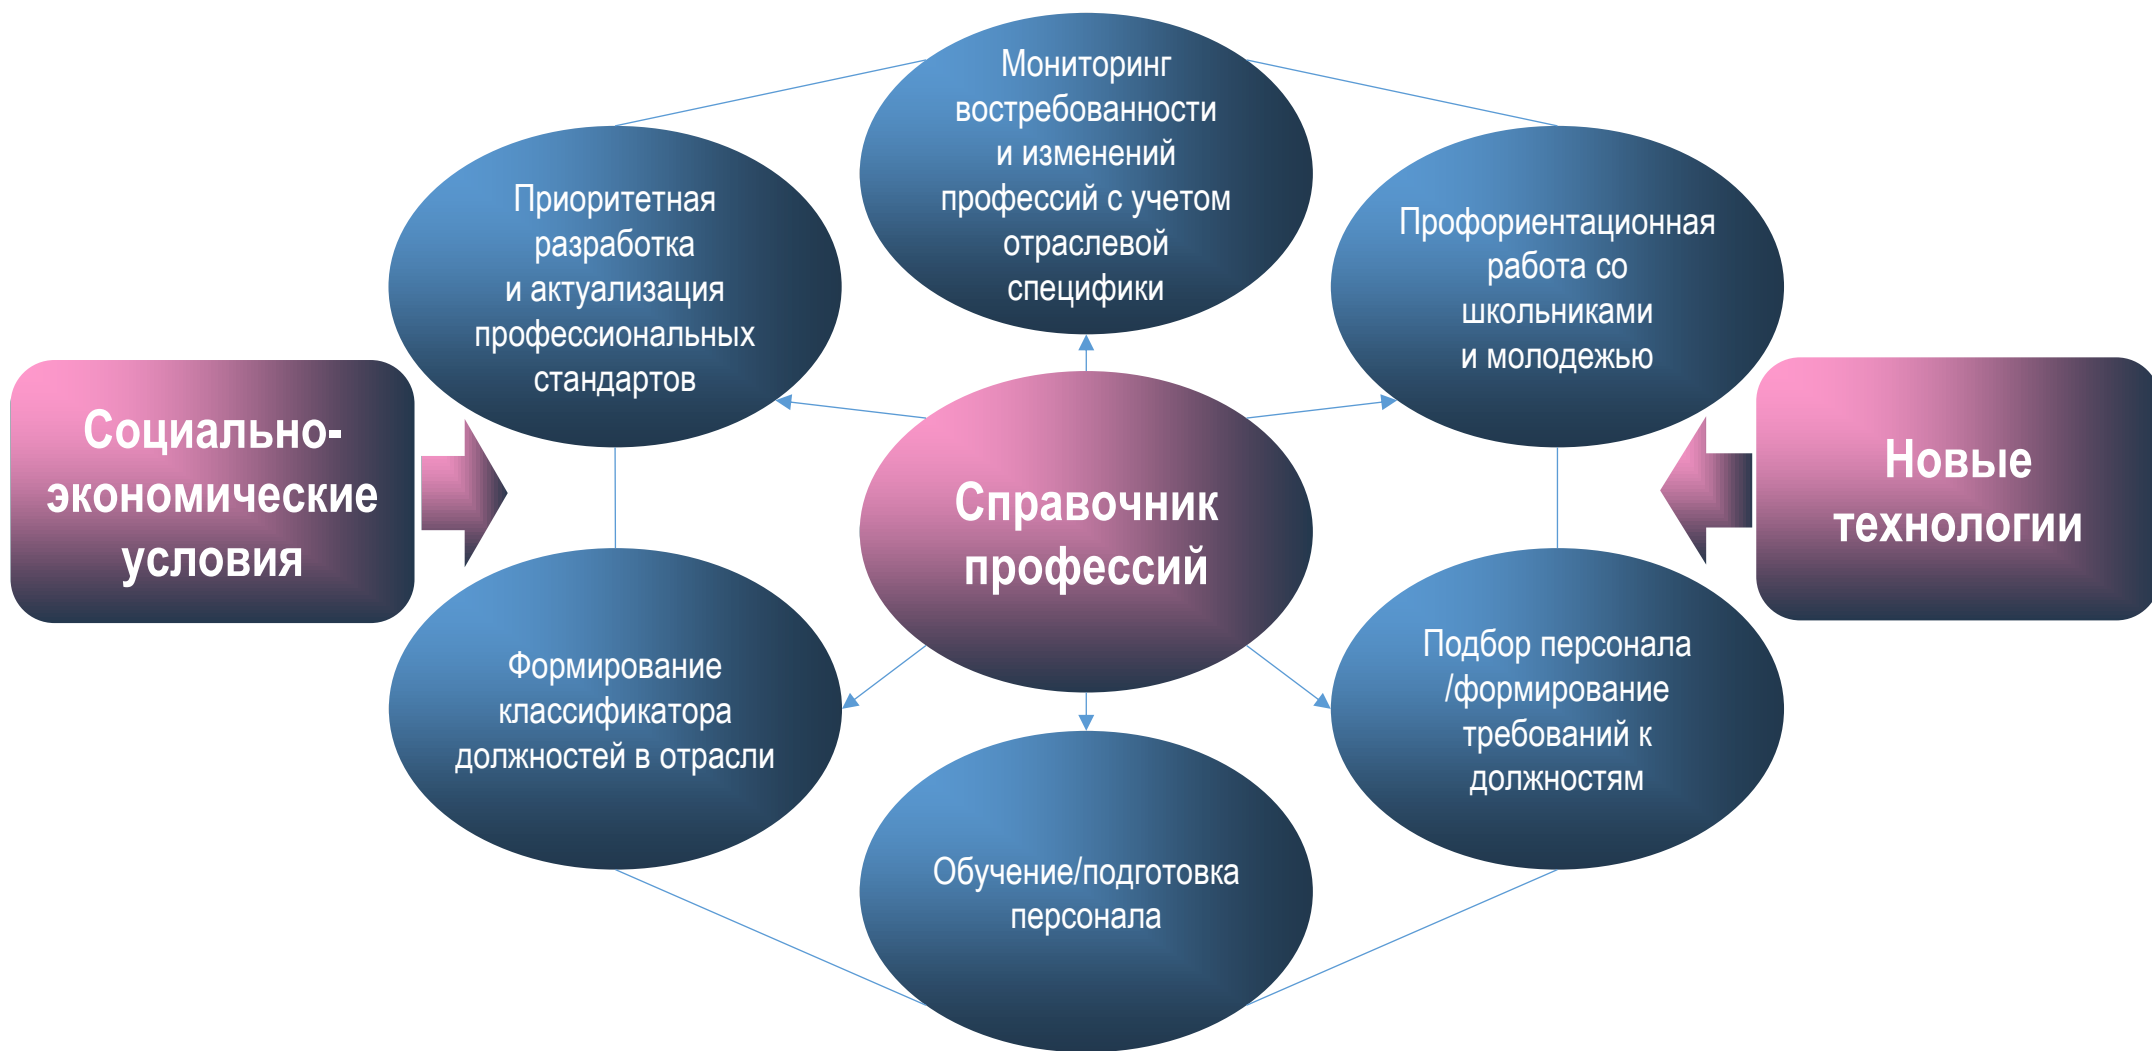 Мониторинг
востребованности
и изменений
профессий с учетом
отраслевой
специфики
Приоритетная
разработка
и актуализация
профессиональных
стандартов
Профориентационная
работа со
школьниками
и молодежью
Социально-
экономические
условия
Справочник
профессий
Новые
технологии
Формирование
классификатора
должностей в отрасли
Подбор персонала
/формирование
требований к
должностям
Обучение/подготовка
персонала